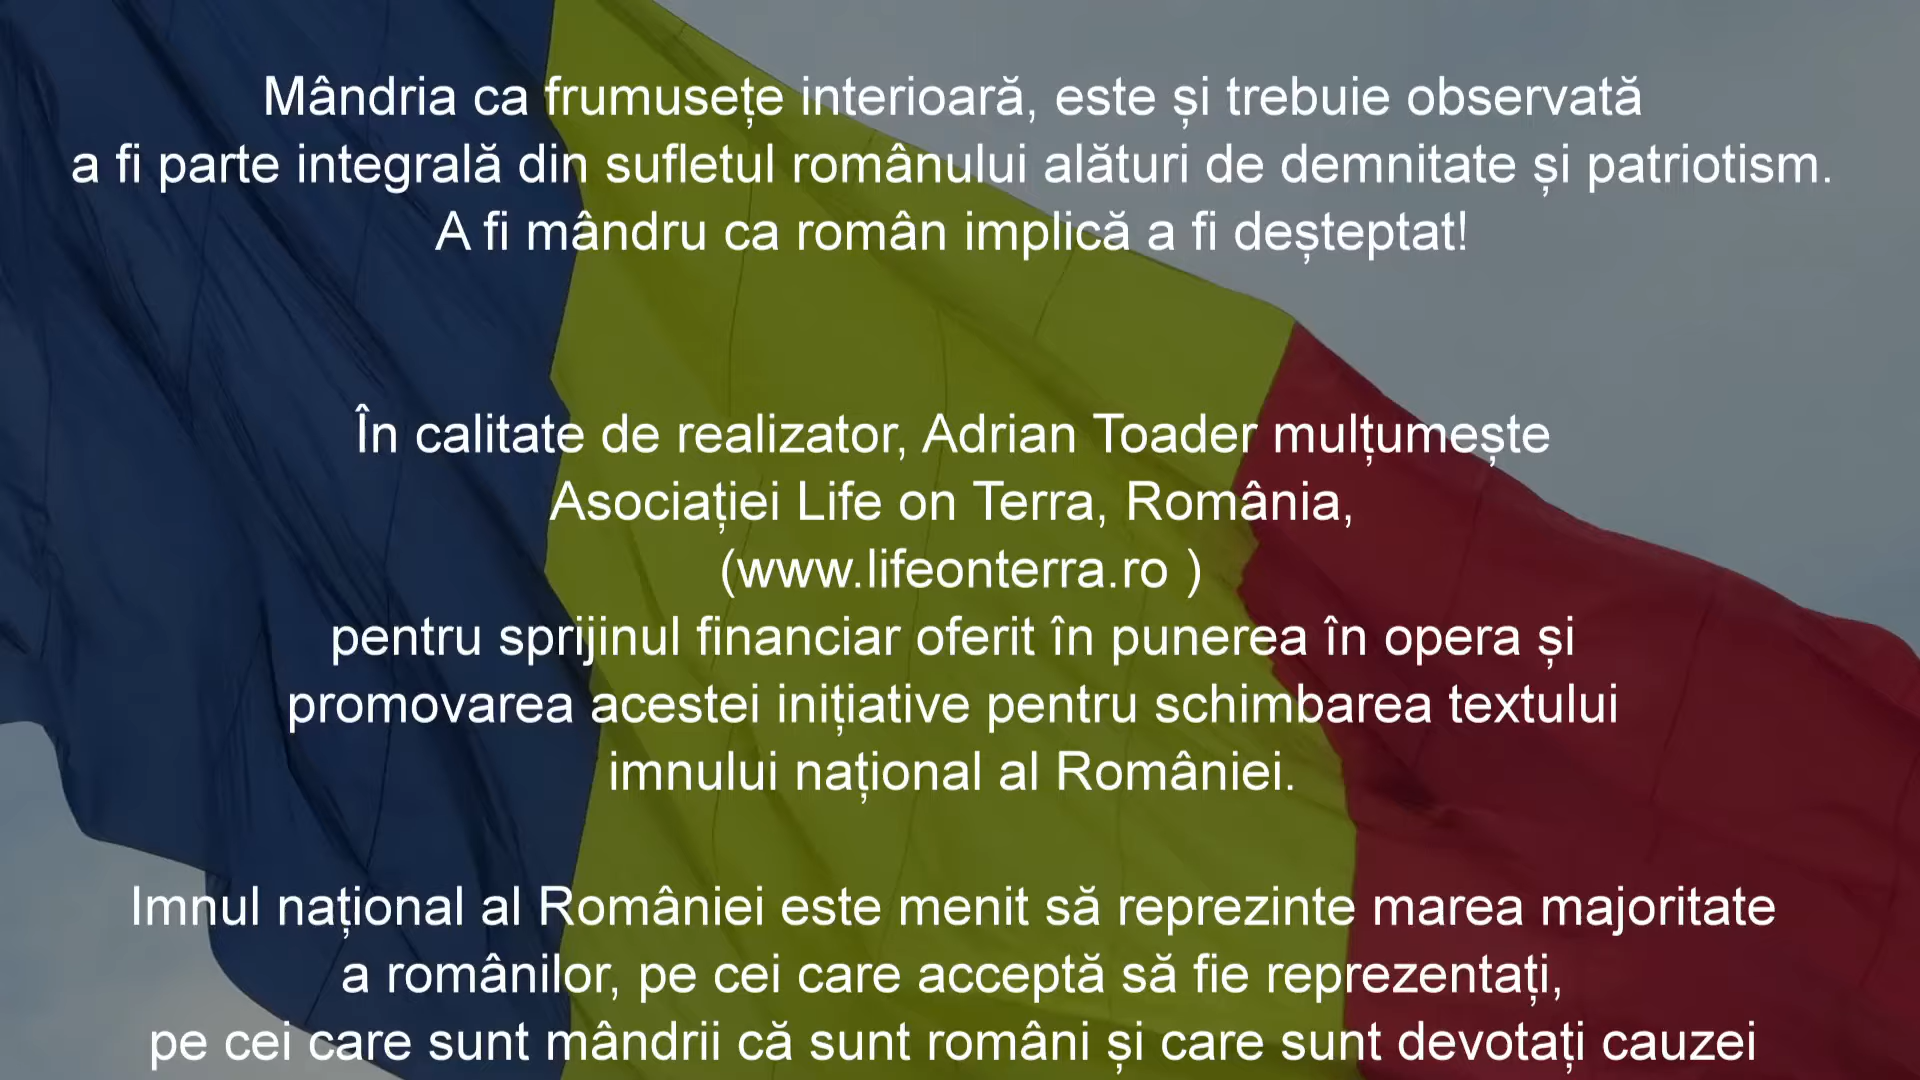 Mândria ca frumusețe interioară, este și trebuie observată
a fi parte integrală din sufletul românului alături de demnitate și patriotism.
A fi mândru ca român implică a fi deșteptat!
În calitate de realizator, Adrian Toader mulțumește
Asociației Life on Terra, România,
(www.lifeonterra.ro )
pentru sprijinul financiar oferit în punerea în opera și
promovarea acestei inițiative pentru schimbarea textului
imnului național al României.
Imnul național al României este menit să reprezinte marea majoritate
a românilor, pe cei care acceptă să fie reprezentați,
pe cei care sunt mândrii că sunt români și care sunt devotați cauzei